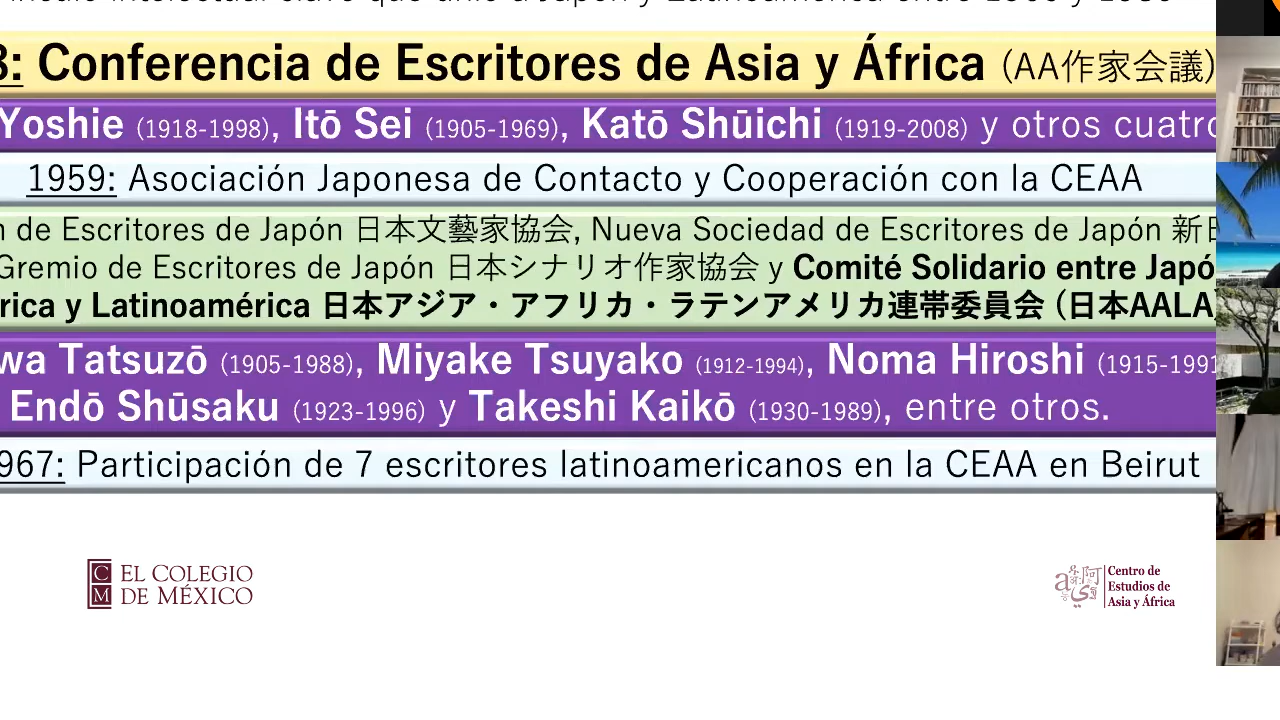 8: Conferencia de Escritores de Asia y África (AA作家会議)
Yoshie (1918-1998), Itō Sei (1905-1969), Katō Shūichi (1919-2008) y otros cuatro
1959: Asociación Japonesa de Contacto y Cooperación con la CEAA
n de Escritores de Japón 日本文藝家協会, Nueva Sociedad de Escritores de Japón 新日
Gremio de Escritores de Japón 日本シナリオ作家協会 y Comité Solidario entre Japó
rica y Latinoamérica 日本アジア・アフリカ・ラテンアメリカ連帯委員会 (日本AALA
wa Tatsuzō (1905-1988), Miyake Tsuyako (1912-1994), Noma Hiroshi (1915-1991
Endō Shūsaku (1923-1996) y Takeshi Kaikō (1930-1989), entre otros.
967: Participación de 7 escritores latinoamericanos en la CEAA en Beirut
CM EL COLEGIO
DE MÉXICO
Centro de
Estudios de
Asia y África